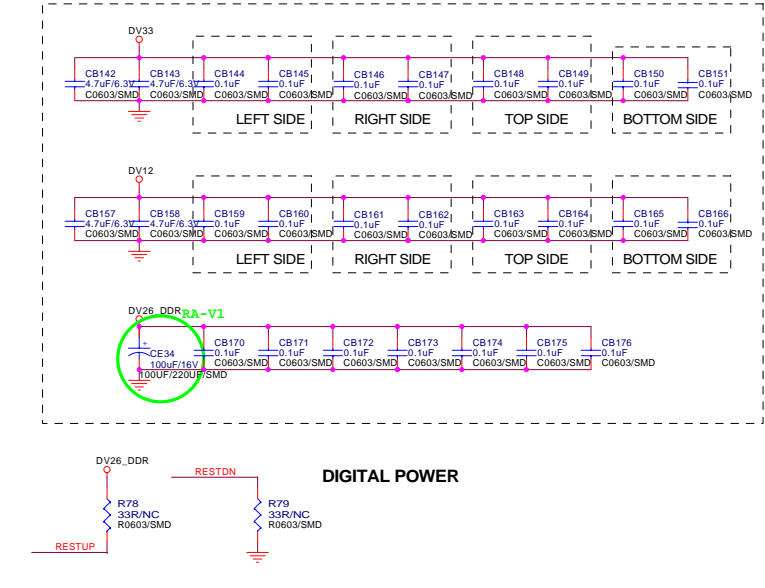 DV33
CB142
4.7uF/6.3V
C0603/SMD
CB143
4.7uF/6.3V
C0603/SMD
CB144
0.1uF
C0603/SMD
CB145
0.1uF
C0603/SMD
CB146
0.1uF
C0603/SMD
CB147
0.1uF
C0603/SMD
CB148
0.1uF
C0603/SMD
CB149
0.1uF
C0603/SMD
CB150
0.1uF
C0603/SMD
CB151
0.1uF
C0603/SMD
LEFT SIDE
RIGHT SIDE
TOP SIDE
BOTTOM SIDE
DV12
CB157
4.7uF/6.3V
C0603/SMD
CB158
4.7uF/6.3V
C0603/SMD
CB159
0.1uF
C0603/SMD
CB160
0.1uF
C0603/SMD
CB161
0.1uF
C0603/SMD
CB162
0.1uF
C0603/SMD
CB163
0.1uF
C0603/SMD
CB164
0.1uF
C0603/SMD
CB165
0.1uF
C0603/SMD
CB166
0.1uF
C0603/SMD
LEFT SIDE
RIGHT SIDE
TOP SIDE
BOTTOM SIDE
DV26_DDR
RA-V1
+
CE34
100uF/16V
100UF/220UF/SMD
CB170
0.1uF
C0603/SMD
CB171
0.1uF
C0603/SMD
CB172
0.1uF
C0603/SMD
CB173
0.1uF
C0603/SMD
CB174
0.1uF
C0603/SMD
CB175
0.1uF
C0603/SMD
CB176
0.1uF
C0603/SMD
DV26_DDR
R78
33R/NC
R0603/SMD
RESTUP
RESTDN
R79
33R/NC
R0603/SMD
DIGITAL POWER